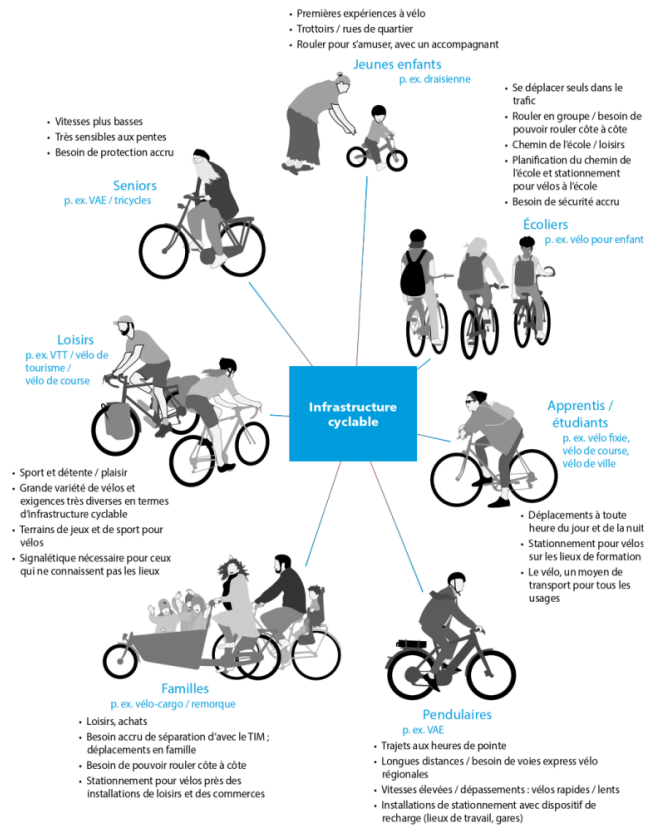 • Premières expériences à vélo
• Trottoirs / rues de quartier
• Rouler pour s'amuser, avec un accompagnant
Jeunes enfants
p. ex. draisienne
• Se déplacer seuls dans le
trafic
• Rouler en groupe / besoin de
pouvoir rouler côte à côte
• Chemin de l'école / loisirs
• Planification du chemin de
l'école et stationnement
pour vélos à l'école
• Besoin de sécurité accru
Écoliers
p. ex. vélo pour enfant
• Vitesses plus basses
• Très sensibles aux pentes
• Besoin de protection accru
Seniors
p. ex. VAE / tricycles
Loisirs
p. ex. VTT / vélo de
tourisme /
vélo de course
Infrastructure
cyclable
Apprentis /
étudiants
p. ex. vélo fixie,
vélo de course,
vélo de ville
• Sport et détente / plaisir
• Grande variété de vélos et
exigences très diverses en termes
d'infrastructure cyclable
• Terrains de jeux et de sport pour
vélos
• Signalétique nécessaire pour ceux
qui ne connaissent pas les lieux
• Déplacements à toute
heure du jour et de la nuit
• Stationnement pour vélos
sur les lieux de formation
• Le vélo, un moyen de
transport pour tous les
usages
Familles
p. ex. vélo-cargo / remorque
• Loisirs, achats
• Besoin accru de séparation d'avec le TIM ;
déplacements en famille
• Besoin de pouvoir rouler côte à côte
• Stationnement pour vélos près des
installations de loisirs et des commerces
Pendulaires
p. ex. VAE
• Trajets aux heures de pointe
• Longues distances / besoin de voies express vélo
régionales
• Vitesses élevées / dépassements : vélos rapides / lents
• Installations de stationnement avec dispositif de
recharge (lieux de travail, gares)